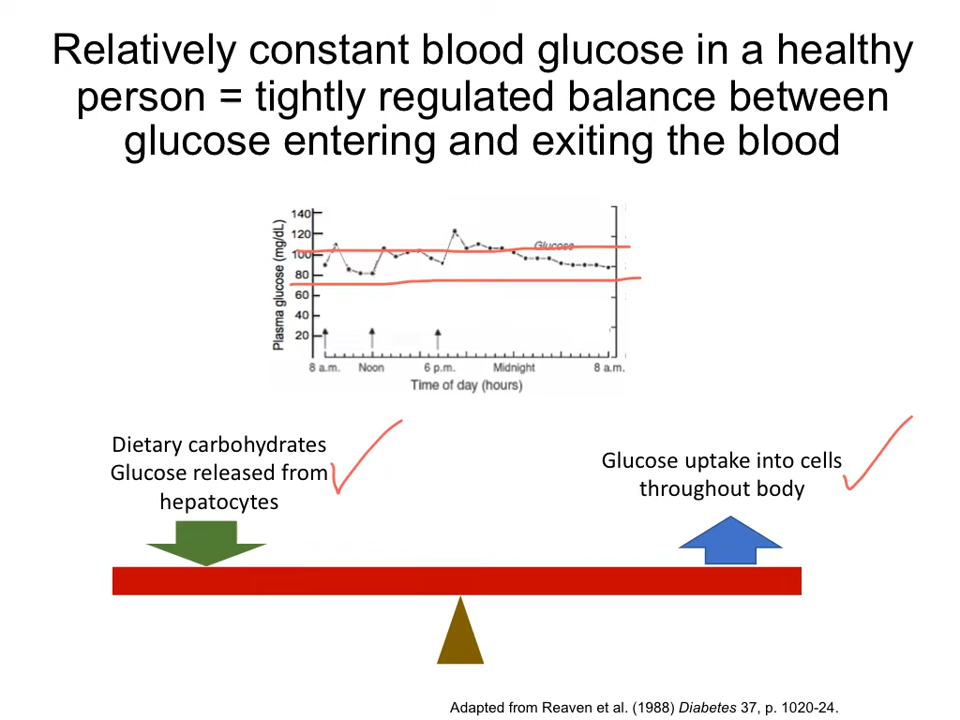 Relatively constant blood glucose in a healthy
person = tightly regulated balance between
glucose entering and exiting the blood
140
120
100
80
60
40
20
Plasma glucose (mg/dL)
Glucose
8 a.m.
Noon
6 p.m.
Midnight
8 a.m.
Time of day (hours)
Dietary carbohydrates
Glucose released from
hepatocytes
Glucose uptake into cells
throughout body
Adapted from Reaven et al. (1988) Diabetes 37, p. 1020-24.